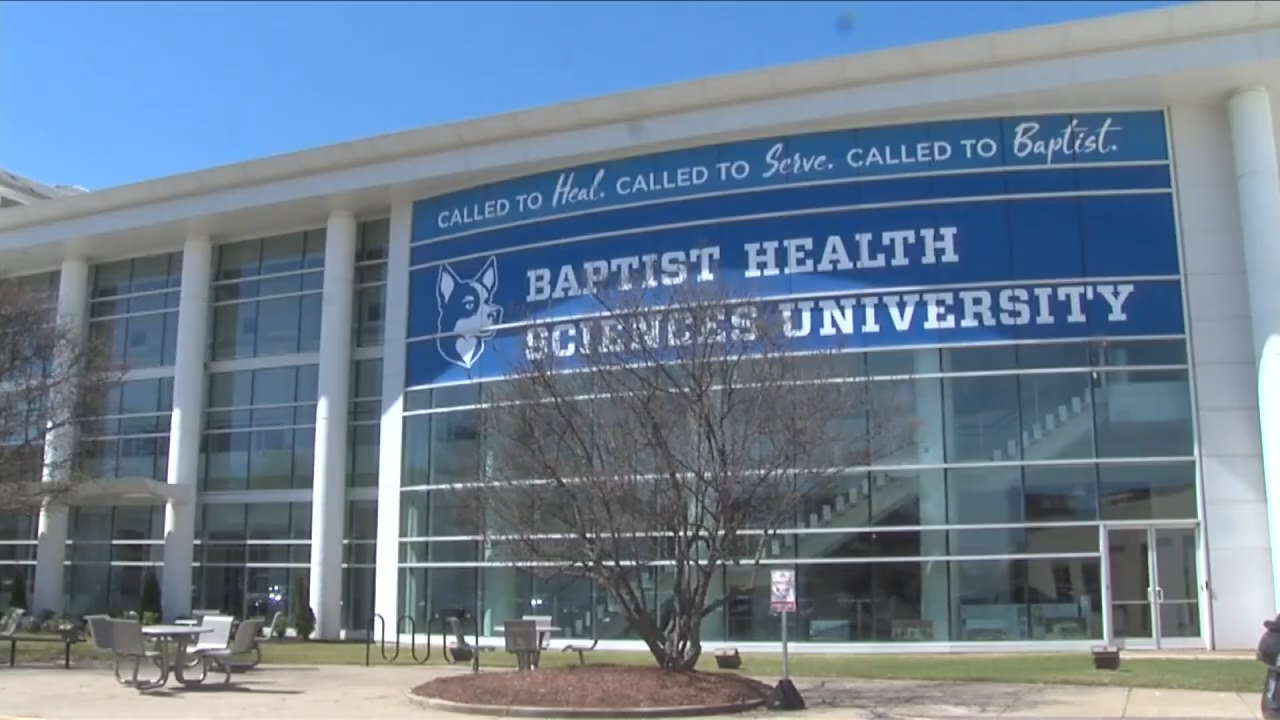 CALLED TO Heal. CALLED TO Serve. CALLED TO Baptist.
BAPTIST HEALTH
SCIENCES UNIVERSITY